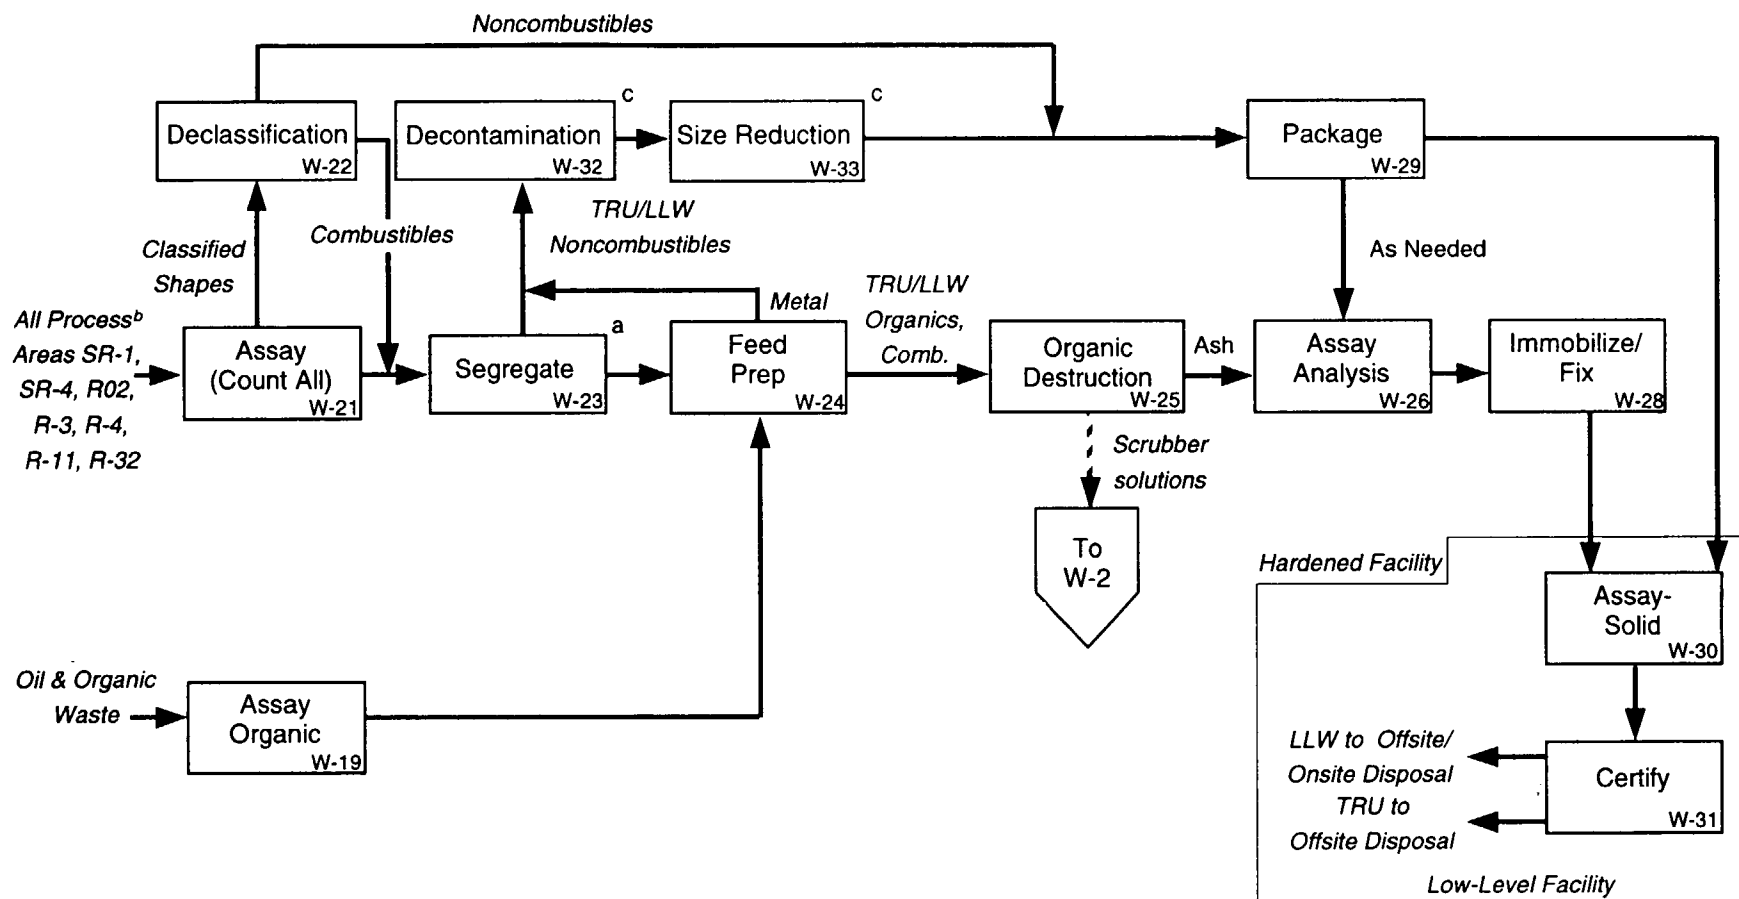 Noncombustibles
c
c
Declassification
W-22
Decontamination
W-32
Size Reduction
W-33
Package
W-29
Classified
Shapes
Combustibles
TRU/LLW
Noncombustibles
As Needed
All Process b
Areas SR-1,
SR-4, R02,
R-3, R-4,
R-11, R-32
Assay
(Count All)
W-21
a
Segregate
W-23
Metal
Feed
Prep
W-24
TRU/LLW
Organics,
Comb.
Organic
Destruction
W-25
Ash
Assay
Analysis
W-26
Immobilize/
Fix
W-28
Scrubber
solutions
To
W-2
Hardened Facility
Assay-
Solid
W-30
Oil & Organic
Waste
Assay
Organic
W-19
LLW to Offsite/
Onsite Disposal
TRU to
Offsite Disposal
Certify
W-31
Low-Level Facility